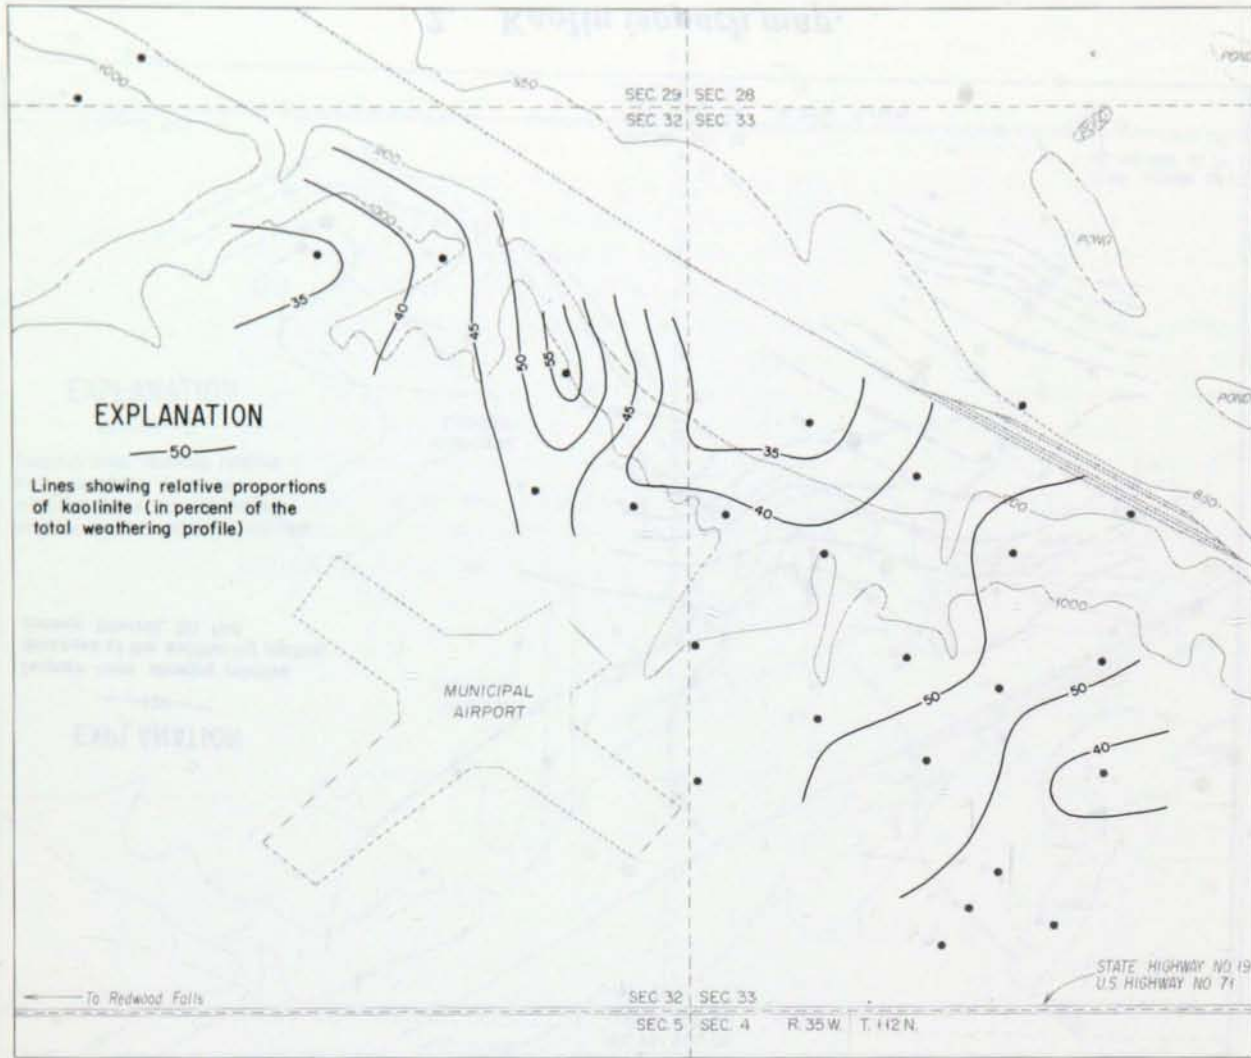 1000
550
POND
SEC. 29 SEC. 28
SEC. 32 SEC. 33
900
1000
POND
35
40
45
50
55
45
35
40
POND
EXPLANATION
50
Lines showing relative proportions
of kaolinite (in percent of the
total weathering profile)
850
900
1000
MUNICIPAL
AIRPORT
50
50
40
STATE HIGHWAY NO. 19
U.S. HIGHWAY NO. 71
To Redwood Falls
SEC. 32 SEC. 33
SEC. 5 SEC. 4 R. 35 W. T. 112 N.